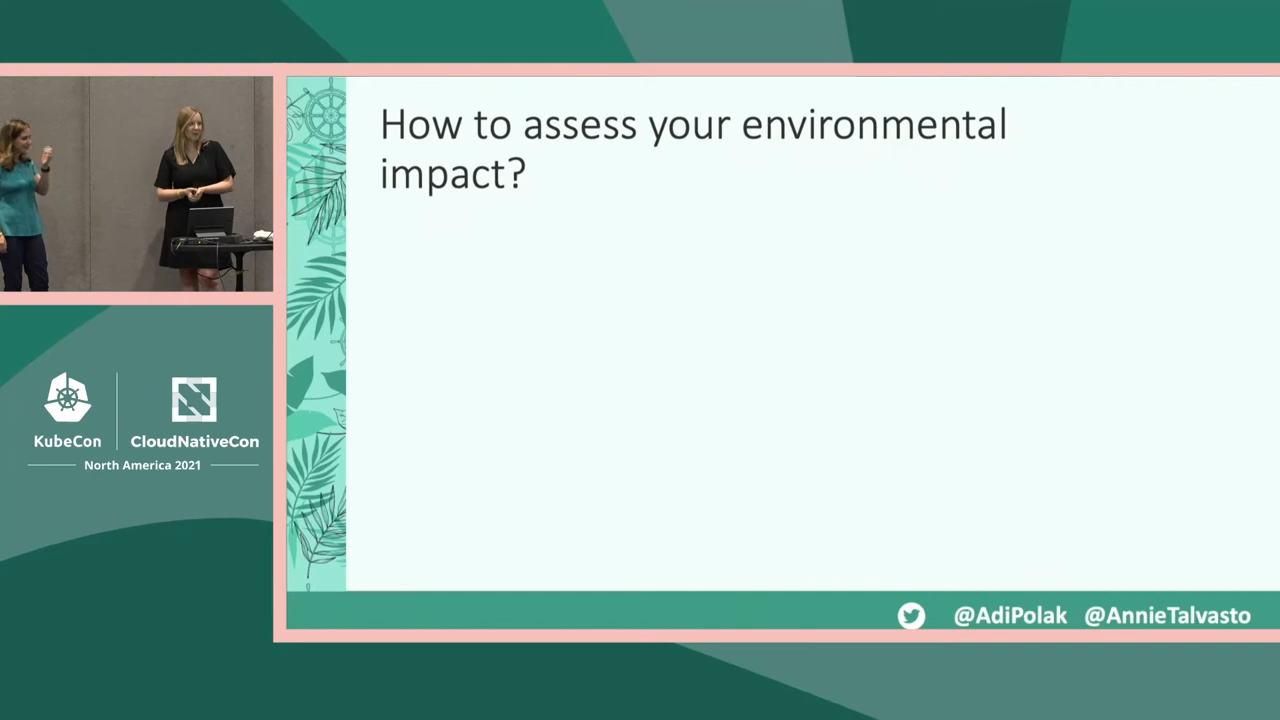 How to assess your environmental
impact?
KubeCon
CloudNativeCon
North America 2021
@AdiPolak @AnnieTalvasto